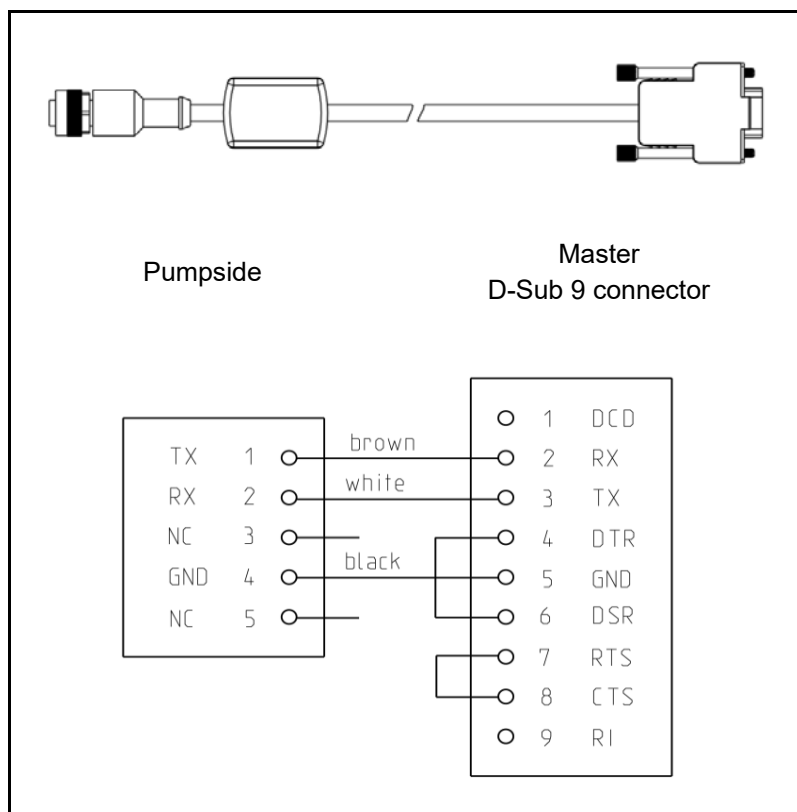 Pumpside
Master
D-Sub 9 connector
TX 1
RX 2
NC 3
GND 4
NC 5
brown
white
black
1 DCD
2 RX
3 TX
4 DTR
5 GND
6 DSR
7 RTS
8 CTS
9 RI